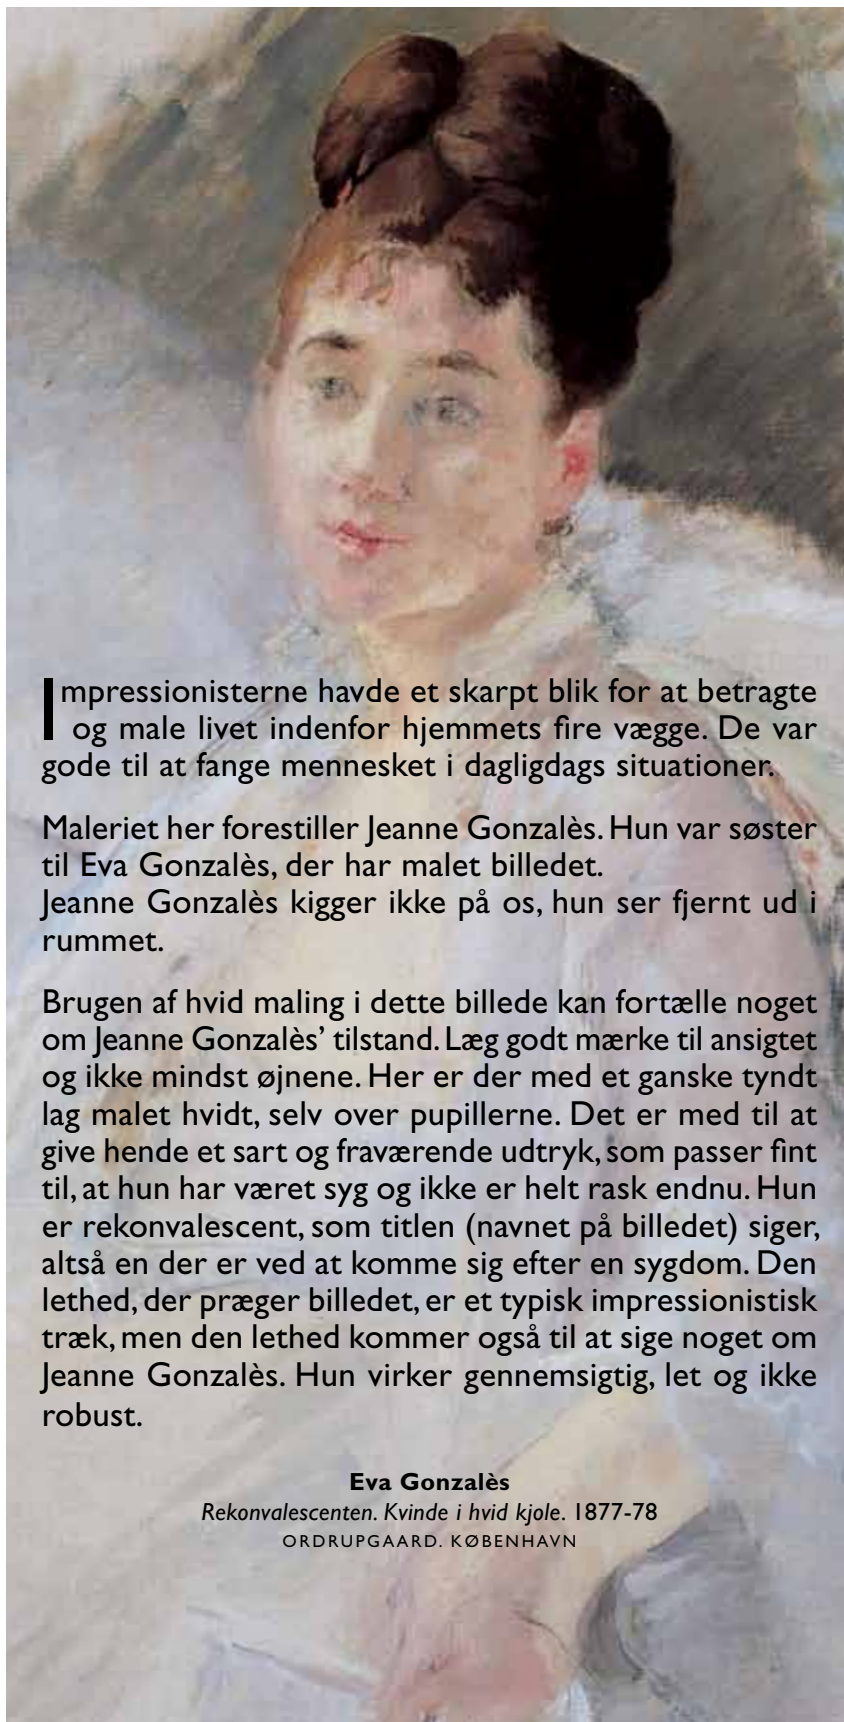 Impressionisterne havde et skarpt blik for at betragte
og male livet indenfor hjemmets fire vægge. De var
gode til at fange mennesket i dagligdags situationer.
Maleriet her forestiller Jeanne Gonzalès. Hun var søster
til Eva Gonzalès, der har malet billedet.
Jeanne Gonzalès kigger ikke på os, hun ser fjernt ud i
rummet.
Brugen af hvid maling i dette billede kan fortælle noget
om Jeanne Gonzalès’ tilstand. Læg godt mærke til ansigtet
og ikke mindst øjnene. Her er der med et ganske tyndt
lag malet hvidt, selv over pupillerne. Det er med til at
give hende et sart og fraværende udtryk, som passer fint
til, at hun har været syg og ikke er helt rask endnu. Hun
er rekonvalescent, som titlen (navnet på billedet) siger,
altså en der er ved at komme sig efter en sygdom. Den
lethed, der præger billedet, er et typisk impressionistisk
træk, men den lethed kommer også til at sige noget om
Jeanne Gonzalès. Hun virker gennemsigtig, let og ikke
robust.
Eva Gonzalès
Rekonvalescenten. Kvinde i hvid kjole. 1877-78
ORDRUPGAARD. KØBENHAVN